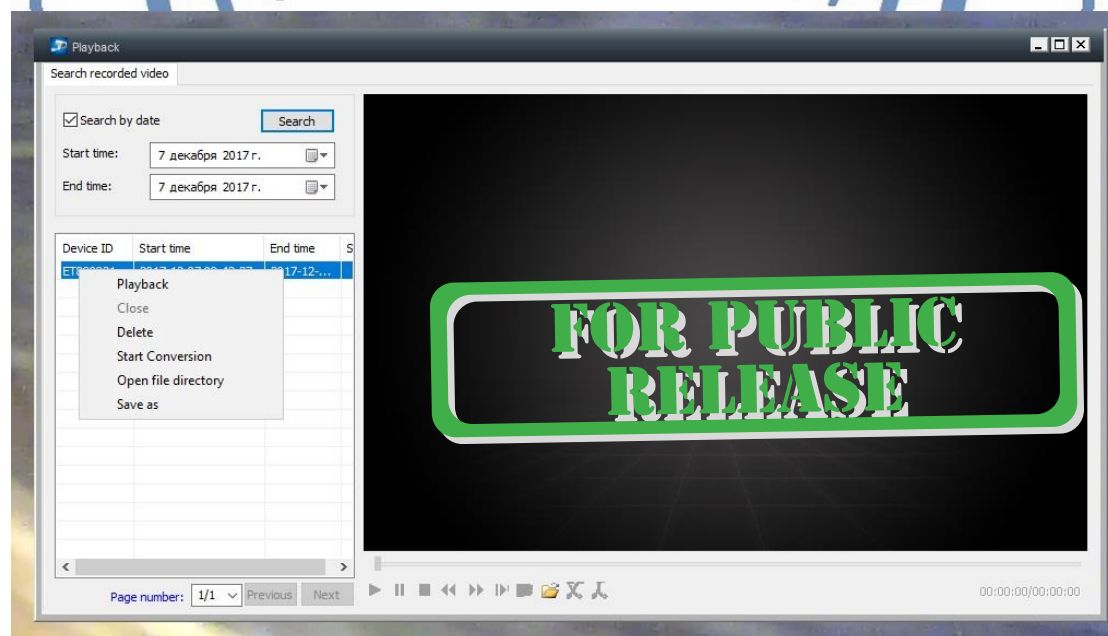 Playback
Search recorded video
Search by date
Search
Start time:
7 декабря 2017 г.
End time:
7 декабря 2017 г.
Device ID Start time End time S
2017-12-...
Playback
Close
Delete
Start Conversion
Open file directory
Save as
FOR PUBLIC
RELEASE
Page number: 1/1 Previous Next
00:00:00/00:00:00